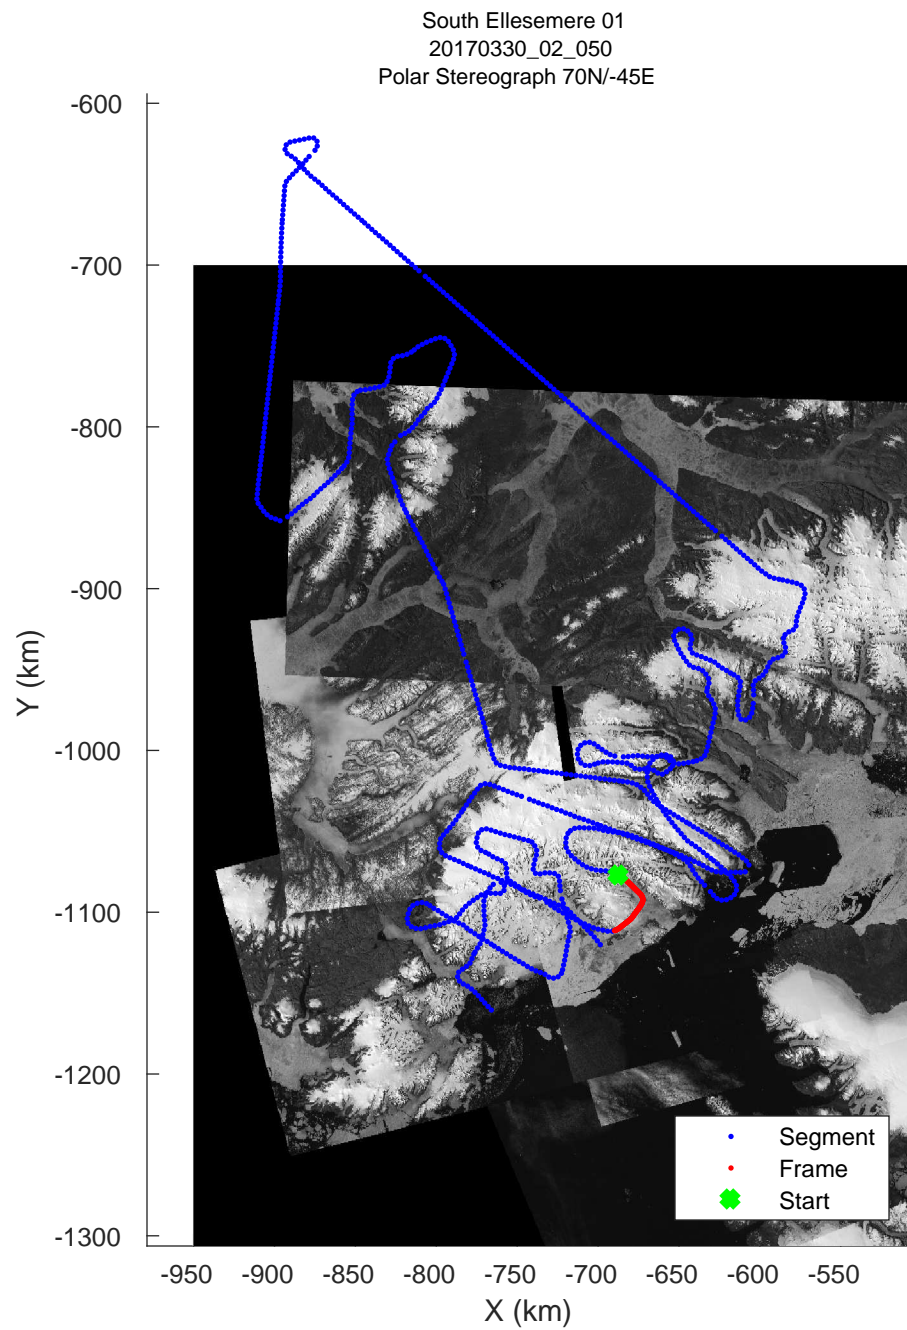 South Ellesemere 01
20170330_02_050
Polar Stereograph 70N/-45E
-600
-700
-800
-900
-1000
-1100
-1200
-1300
Y (km)
Segment
Frame
Start
-950 -900 -850 -800 -750 -700 -650 -600 -550
X (km)